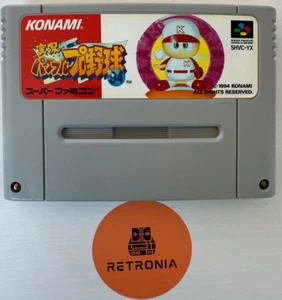 KONAMI
実況
パワフル
プロ野球
'94
スーパーファミコン
K
SHVC-YX
© 1994 KONAMI
ALL RIGHTS RESERVED.
RETRONIA